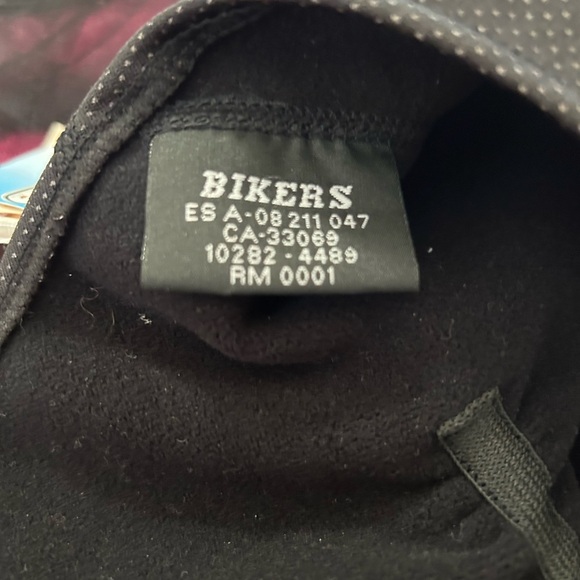 BIKERS
ES A-08 211 047
CA-33069
10282 - 4489
RM 0001